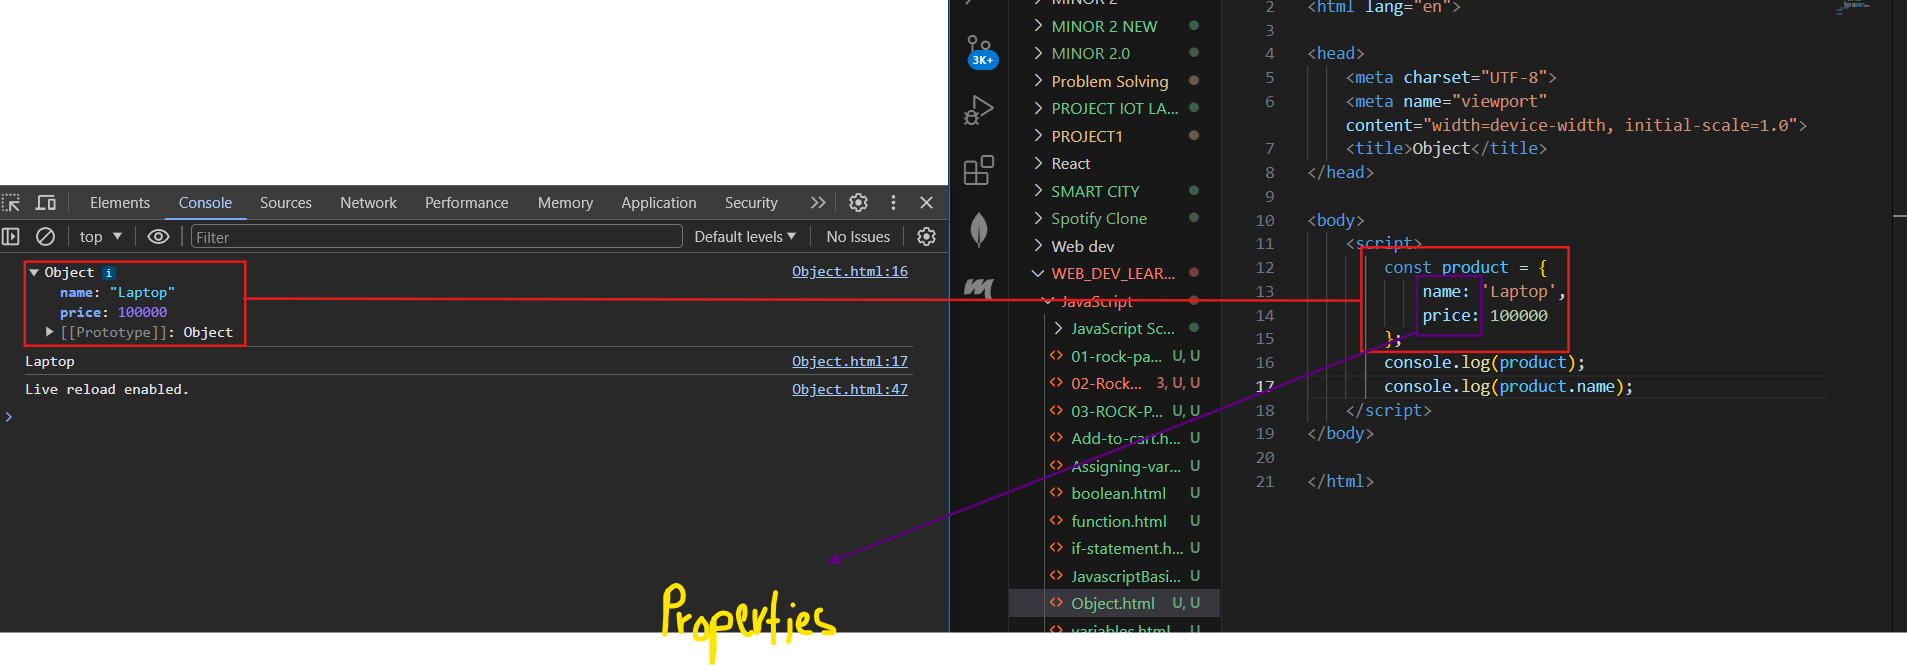 Elements Console Sources Network Performance Memory Application Security
top Filter Default levels No Issues
Object i Object.html:16
name: "Laptop"
price: 100000
[[Prototype]]: Object
Laptop Object.html:17
Live reload enabled. Object.html:47
Properties
3K+
MINOR 2
MINOR 2 NEW
MINOR 2.0
Problem Solving
PROJECT IOT LA...
PROJECT1
React
SMART CITY
Spotify Clone
Web dev
WEB_DEV_LEAR...
JavaScript
JavaScript Sc...
01-rock-pa... U, U
02-Rock... 3, U, U
03-ROCK-P... U, U
Add-to-cart.h... U
Assigning-var... U
boolean.html U
function.html U
if-statement.h... U
JavascriptBasi... U
Object.html U, U
variables.html U
2 <html lang="en">
3
4 <head>
5 <meta charset="UTF-8">
6 <meta name="viewport"
content="width=device-width, initial-scale=1.0">
7 <title>Object</title>
8 </head>
9
10 <body>
11 <script>
12 const product = {
13 name: 'Laptop',
14 price: 100000
15 };
16 console.log(product);
17 console.log(product.name);
18 </script>
19 </body>
20
21 </html>